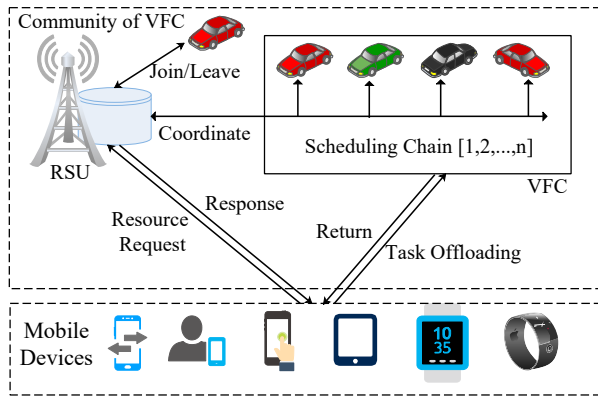 Community of VFC
Join/Leave
Coordinate
Scheduling Chain [1,2,...,n]
RSU
VFC
Response
Resource
Request
Return
Task Offloading
Mobile
Devices
10
35